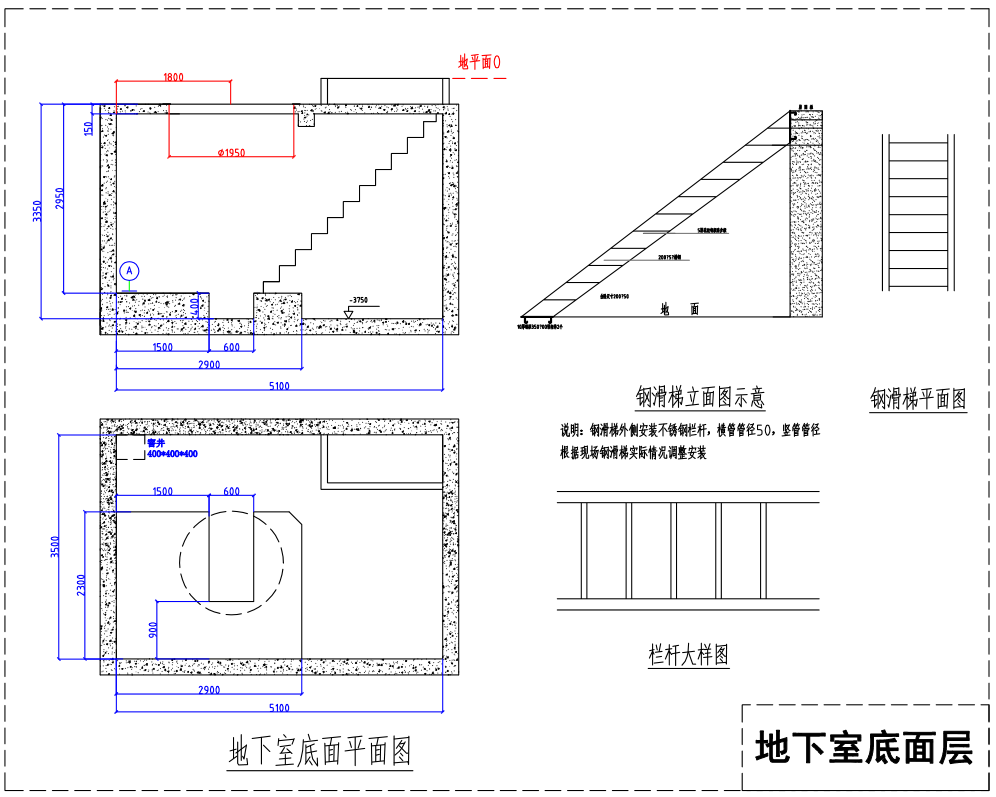 地平面0
1800
150
Ø1950
2950
3350
A
400
-3750
1500
600
2900
5100
200?5?槽钢
地 面
钢滑梯立面图示意
钢滑梯平面图
说明：钢滑梯外侧安装不锈钢栏杆，横管管径50，竖管管径
根据现场钢滑梯实际情况调整安装
窨井
400*400*400
1500
600
3500
2300
900
2900
5100
地下室底面平面图
栏杆大样图
地下室底面层